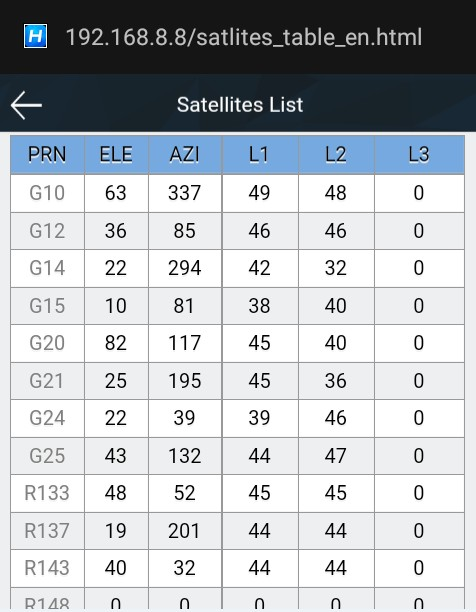 H 192.168.8.8/satlites_table_en.html
Satellites List
PRN ELE AZI L1 L2 L3
G10 63 337 49 48 0
G12 36 85 46 46 0
G14 22 294 42 32 0
G15 10 81 38 40 0
G20 82 117 45 40 0
G21 25 195 45 36 0
G24 22 39 39 46 0
G25 43 132 44 47 0
R133 48 52 45 45 0
R137 19 201 44 44 0
R143 40 32 44 44 0
R148 0 0 0 0 0